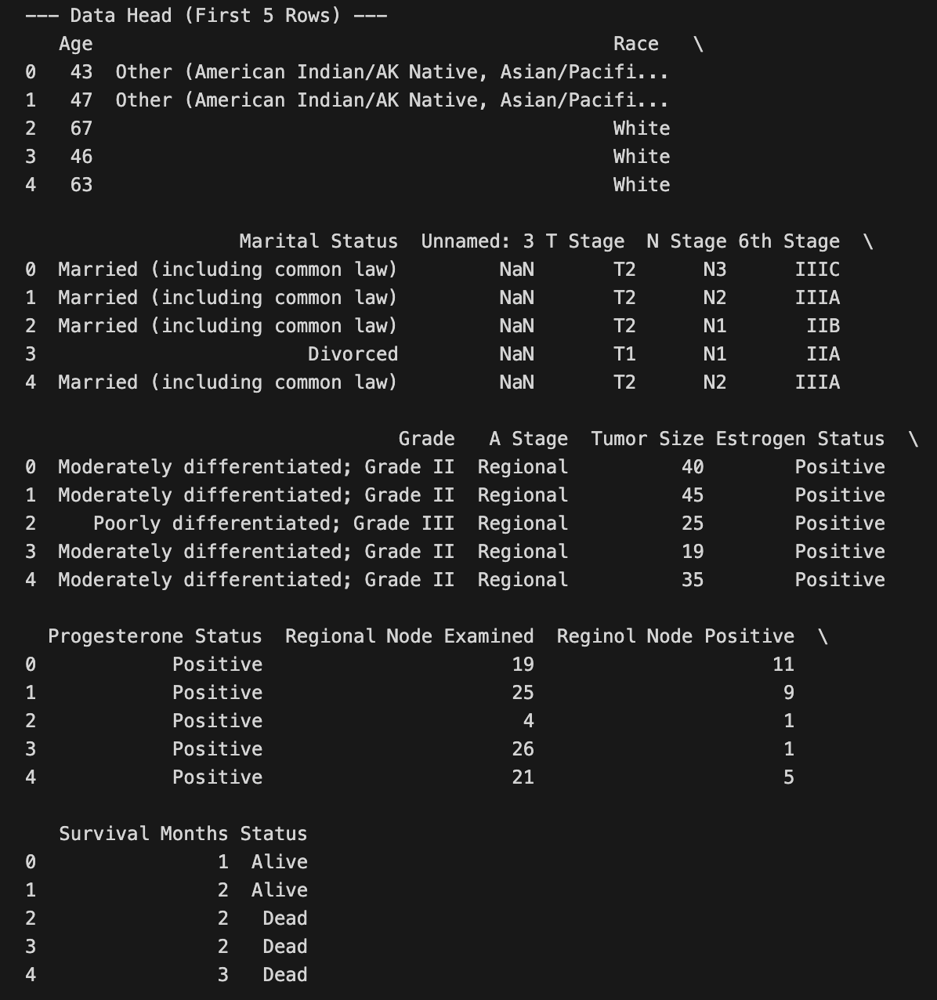 --- Data Head (First 5 Rows) ---
   Age                                               Race   \
0   43  Other (American Indian/AK Native, Asian/Pacifi...
1   47  Other (American Indian/AK Native, Asian/Pacifi...
2   67                                              White
3   46                                              White
4   63                                              White

                   Marital Status  Unnamed: 3 T Stage  N Stage 6th Stage  \
0  Married (including common law)         NaN       T2      N3      IIIC
1  Married (including common law)         NaN       T2      N2      IIIA
2  Married (including common law)         NaN       T2      N1       IIB
3                        Divorced         NaN       T1      N1       IIA
4  Married (including common law)         NaN       T2      N2      IIIA

                                 Grade   A Stage  Tumor Size Estrogen Status  \
0  Moderately differentiated; Grade II  Regional          40        Positive
1  Moderately differentiated; Grade II  Regional          45        Positive
2     Poorly differentiated; Grade III  Regional          25        Positive
3  Moderately differentiated; Grade II  Regional          19        Positive
4  Moderately differentiated; Grade II  Regional          35        Positive

  Progesterone Status  Regional Node Examined  Reginol Node Positive  \
0            Positive                      19                     11
1            Positive                      25                      9
2            Positive                       4                      1
3            Positive                      26                      1
4            Positive                      21                      5

   Survival Months Status
0                1  Alive
1                2  Alive
2                2   Dead
3                2   Dead
4                3   Dead